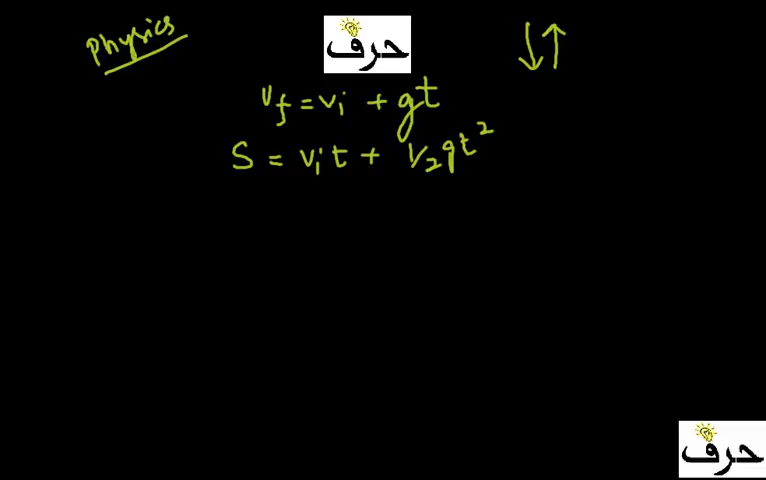 Physics
حرف
vf = vi + gt
S = vit + 1/2gt²
حرف